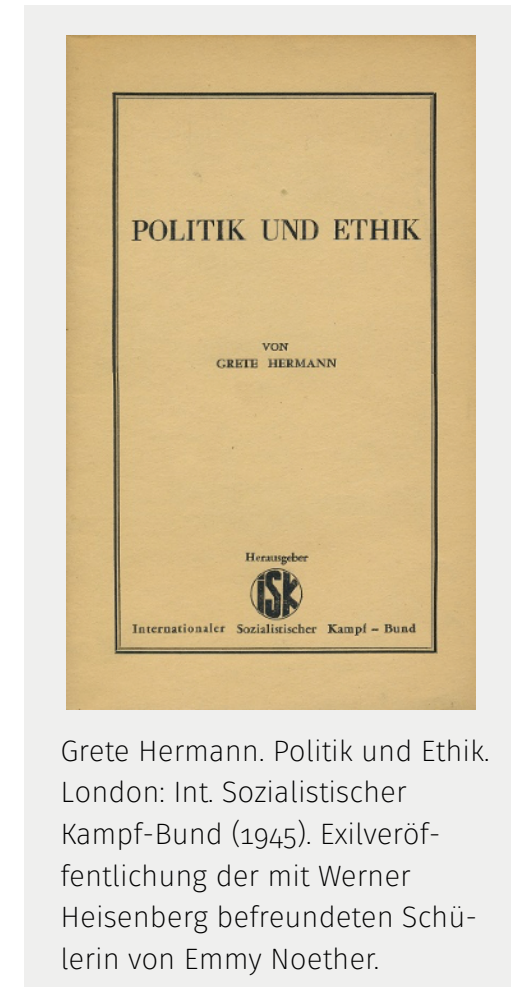 POLITIK UND ETHIK
VON
GRETE HERMANN
Herausgeber
ISK
Internationaler Sozialistischer Kampf – Bund
Grete Hermann. Politik und Ethik.
London: Int. Sozialistischer
Kampf-Bund (1945). Exilveröf-
fentlichung der mit Werner
Heisenberg befreundeten Schü-
lerin von Emmy Noether.